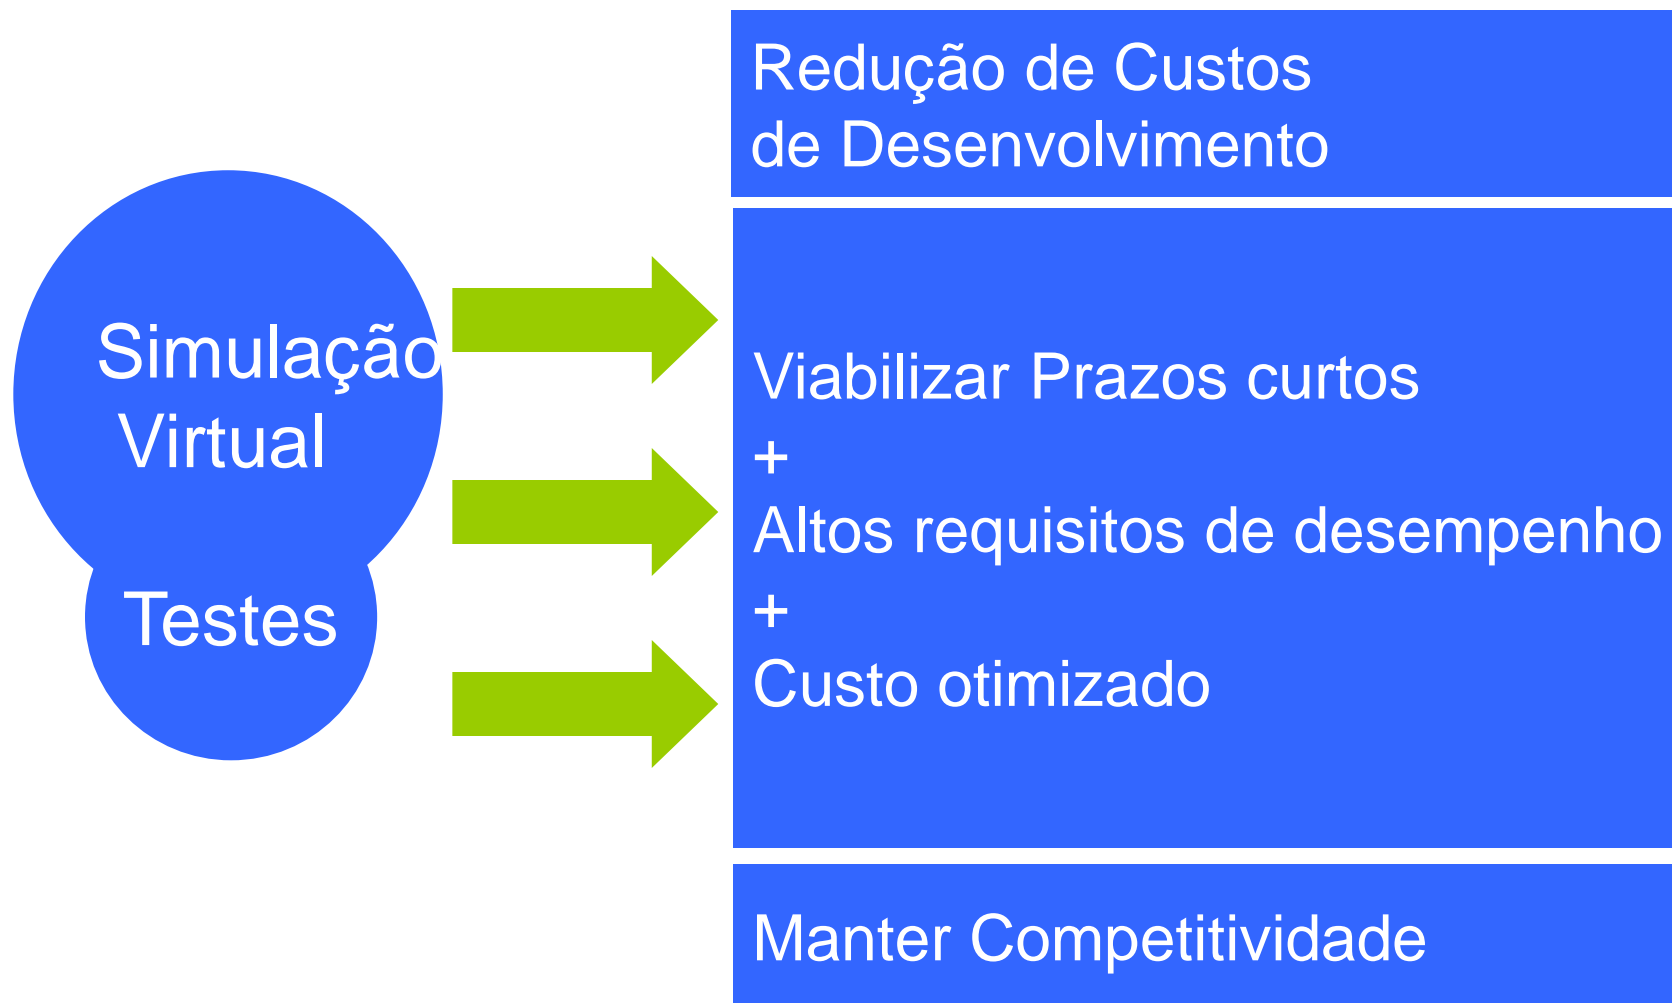 Simulação
Virtual
Testes
Redução de Custos
de Desenvolvimento
Viabilizar Prazos curtos
+
Altos requisitos de desempenho
+
Custo otimizado
Manter Competitividade